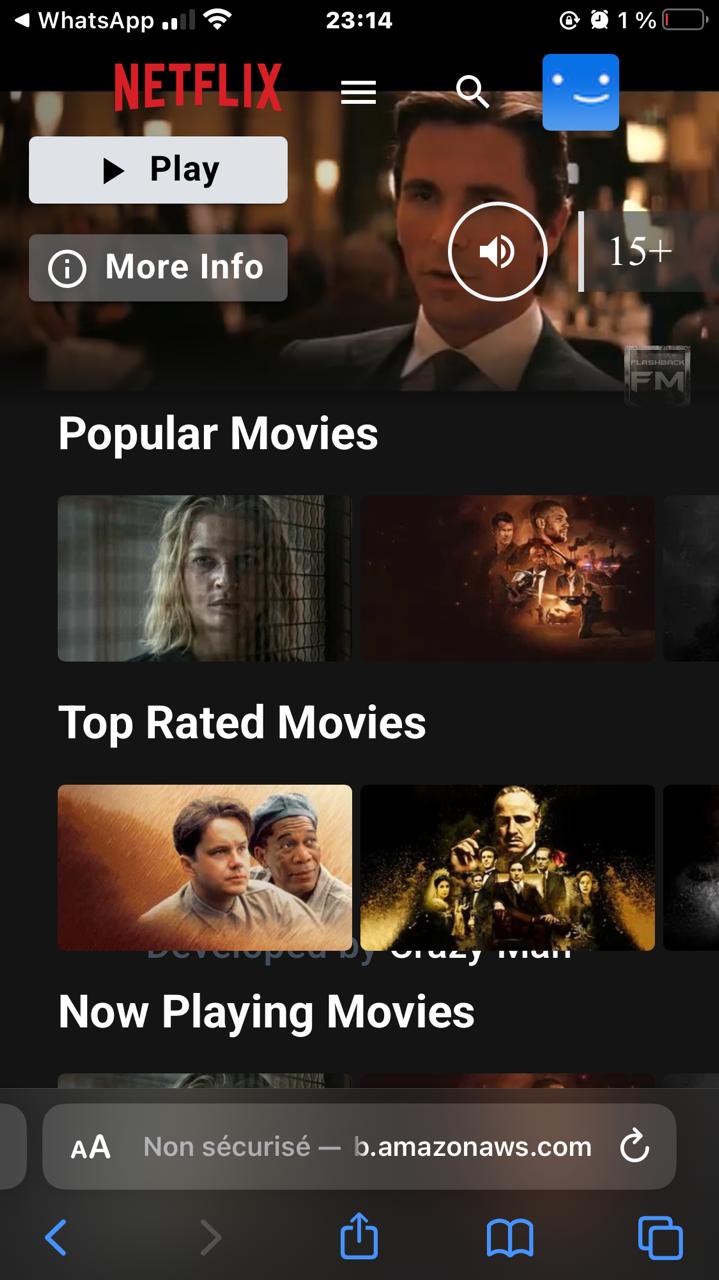 WhatsApp
23:14
1 %
NETFLIX
Play
More Info
15+
FLASHBACK
FM
Popular Movies
Top Rated Movies
Developed by Crazy Man
Now Playing Movies
AA
Non sécurisé — b.amazonaws.com